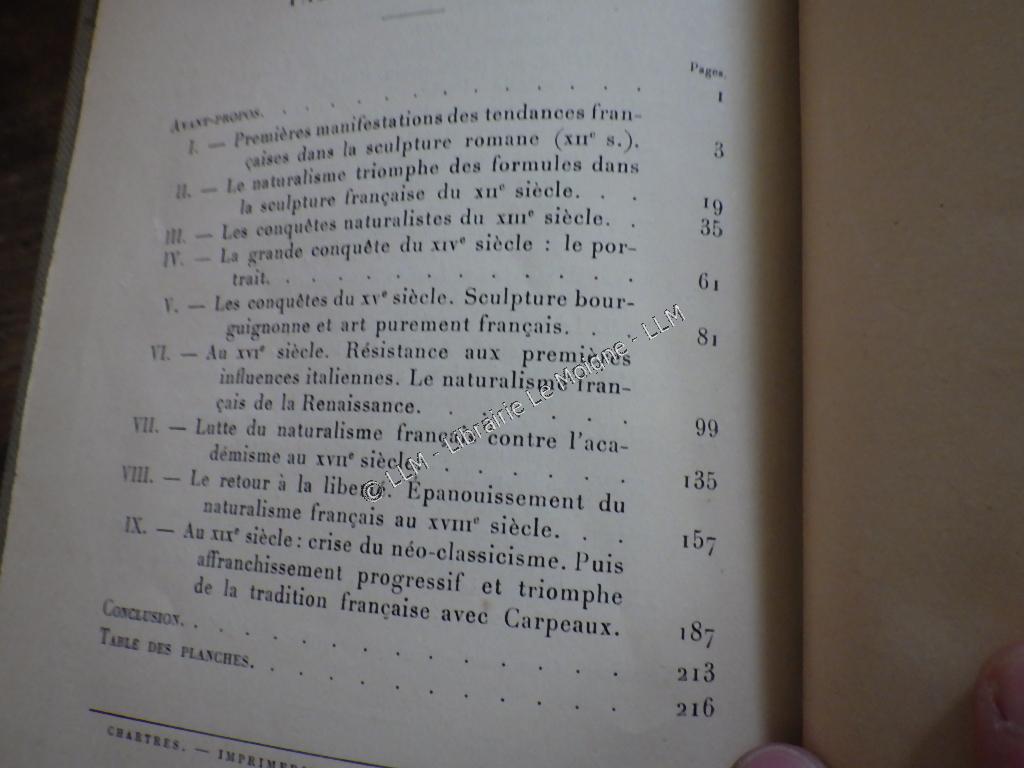 Pages.
AVANT-PROPOS. . . . . . . . . . . . . . 1
I. — Premières manifestations des tendances fran-
çaises dans la sculpture romane (XIIe s.). 3
II. — Le naturalisme triomphe des formules dans
la sculpture française du XIIe siècle. . . 19
III. — Les conquêtes naturalistes du XIIIe siècle. . 35
IV. — La grande conquête du XIVe siècle : le por-
trait. . . . . . . . . . . . . 61
V. — Les conquêtes du XVe siècle. Sculpture bour-
guignonne et art purement français. . . 81
VI. — Au XVIe siècle. Résistance aux premières
influences italiennes. Le naturalisme fran-
çais de la Renaissance. . . . . . . 99
VII. — Lutte du naturalisme français contre l'aca-
démisme au XVIIe siècle. . . . . . . 135
VIII. — Le retour à la liberté. Épanouissement du
naturalisme français au XVIIIe siècle. . . 157
IX. — Au XIXe siècle : crise du néo-classicisme. Puis
affranchissement progressif et triomphe
de la tradition française avec Carpeaux. 187
CONCLUSION. . . . . . . . . . . . 213
TABLE DES PLANCHES. . . . . . . . . . 216
CHARTRES. — IMPRIMER
© LLM - Librairie Le Moigne - LLM